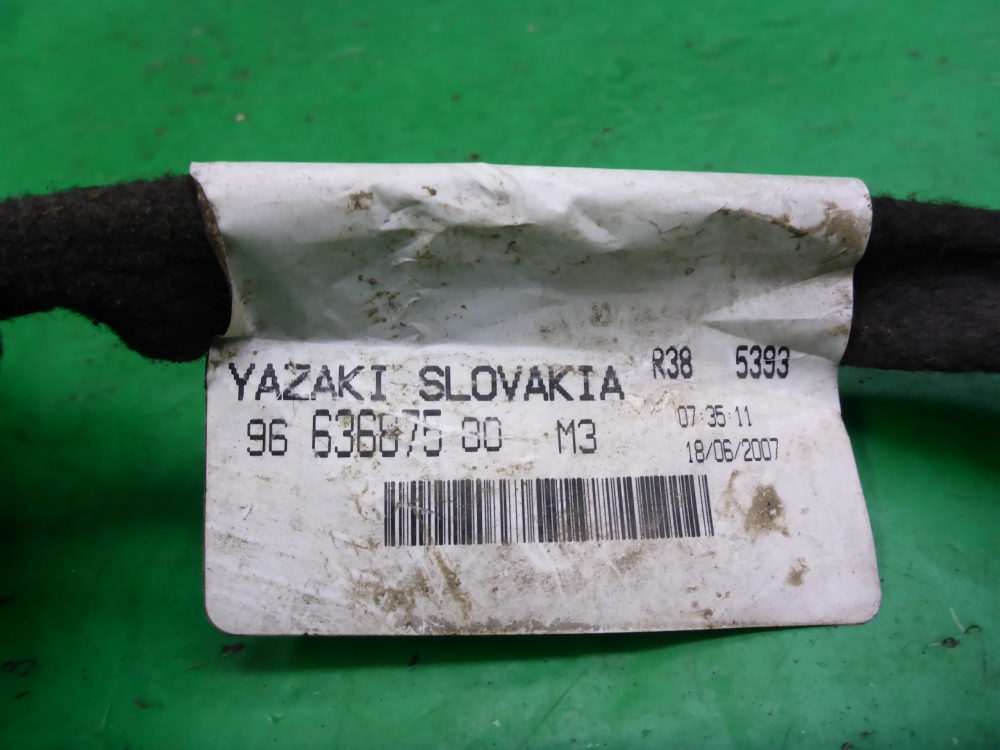 YAZAKI SLOVAKIA R38 5393
96 636875 80 M3 07:35:11
18/06/2007